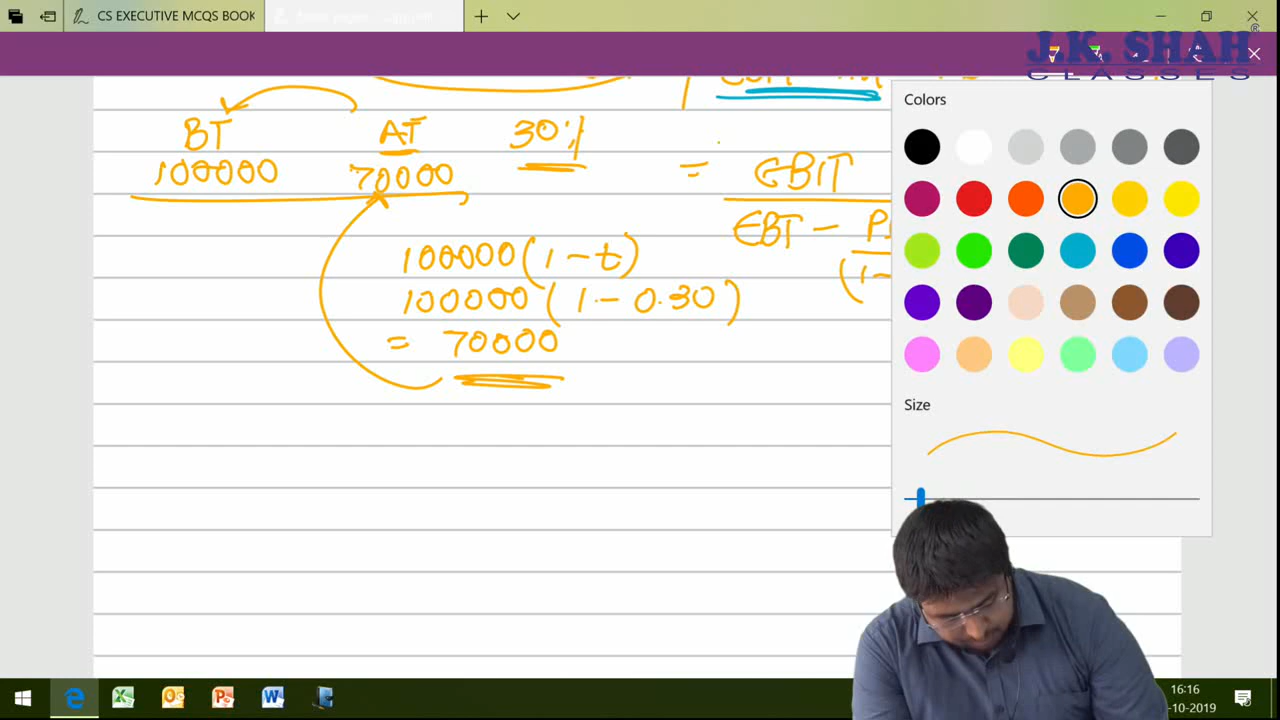 CS EXECUTIVE MCQS BOOK
J.K. SHAH
®
CLASSES
BT AT 30%
100000 70000
= EBIT
EBT -
(1-
100000 (1-t)
100000 (1-0.30)
= 70000
Colors
Size
16:16
-10-2019